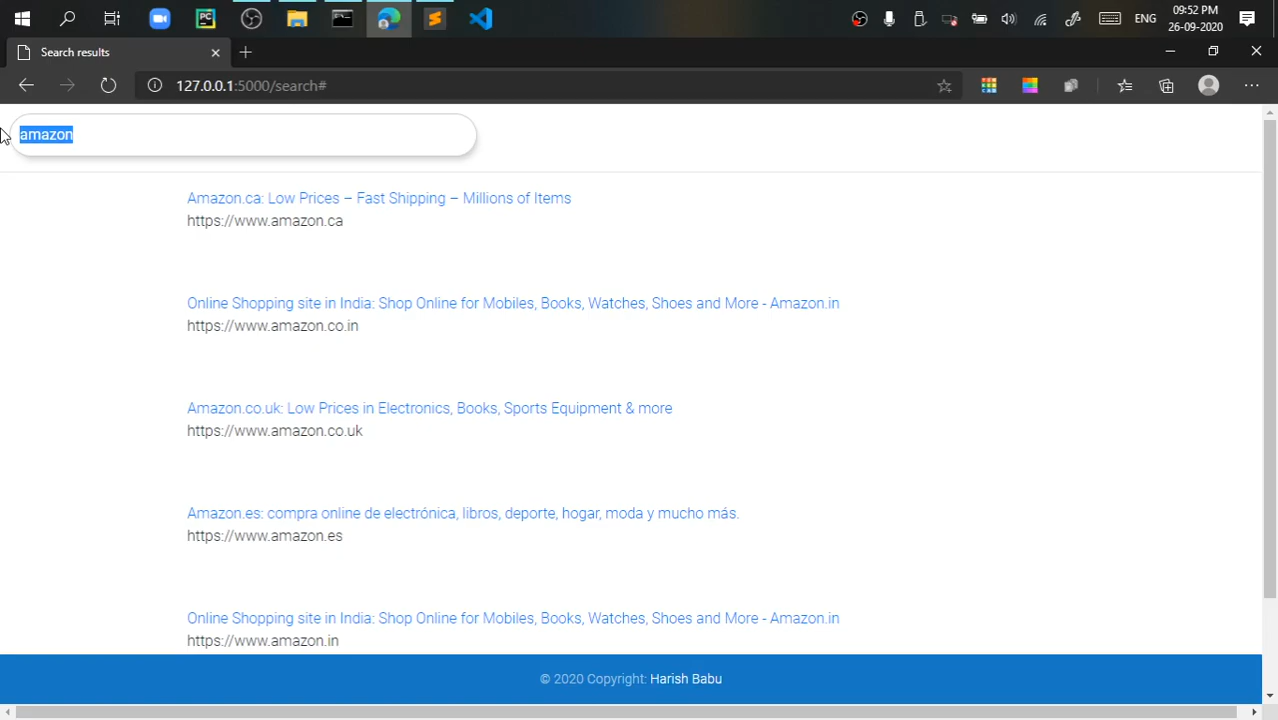 09:52 PM
ENG
26-09-2020
Search results
127.0.0.1:5000/search#
amazon
Amazon.ca: Low Prices – Fast Shipping – Millions of Items
https://www.amazon.ca
Online Shopping site in India: Shop Online for Mobiles, Books, Watches, Shoes and More - Amazon.in
https://www.amazon.co.in
Amazon.co.uk: Low Prices in Electronics, Books, Sports Equipment & more
https://www.amazon.co.uk
Amazon.es: compra online de electrónica, libros, deporte, hogar, moda y mucho más.
https://www.amazon.es
Online Shopping site in India: Shop Online for Mobiles, Books, Watches, Shoes and More - Amazon.in
https://www.amazon.in
© 2020 Copyright: Harish Babu